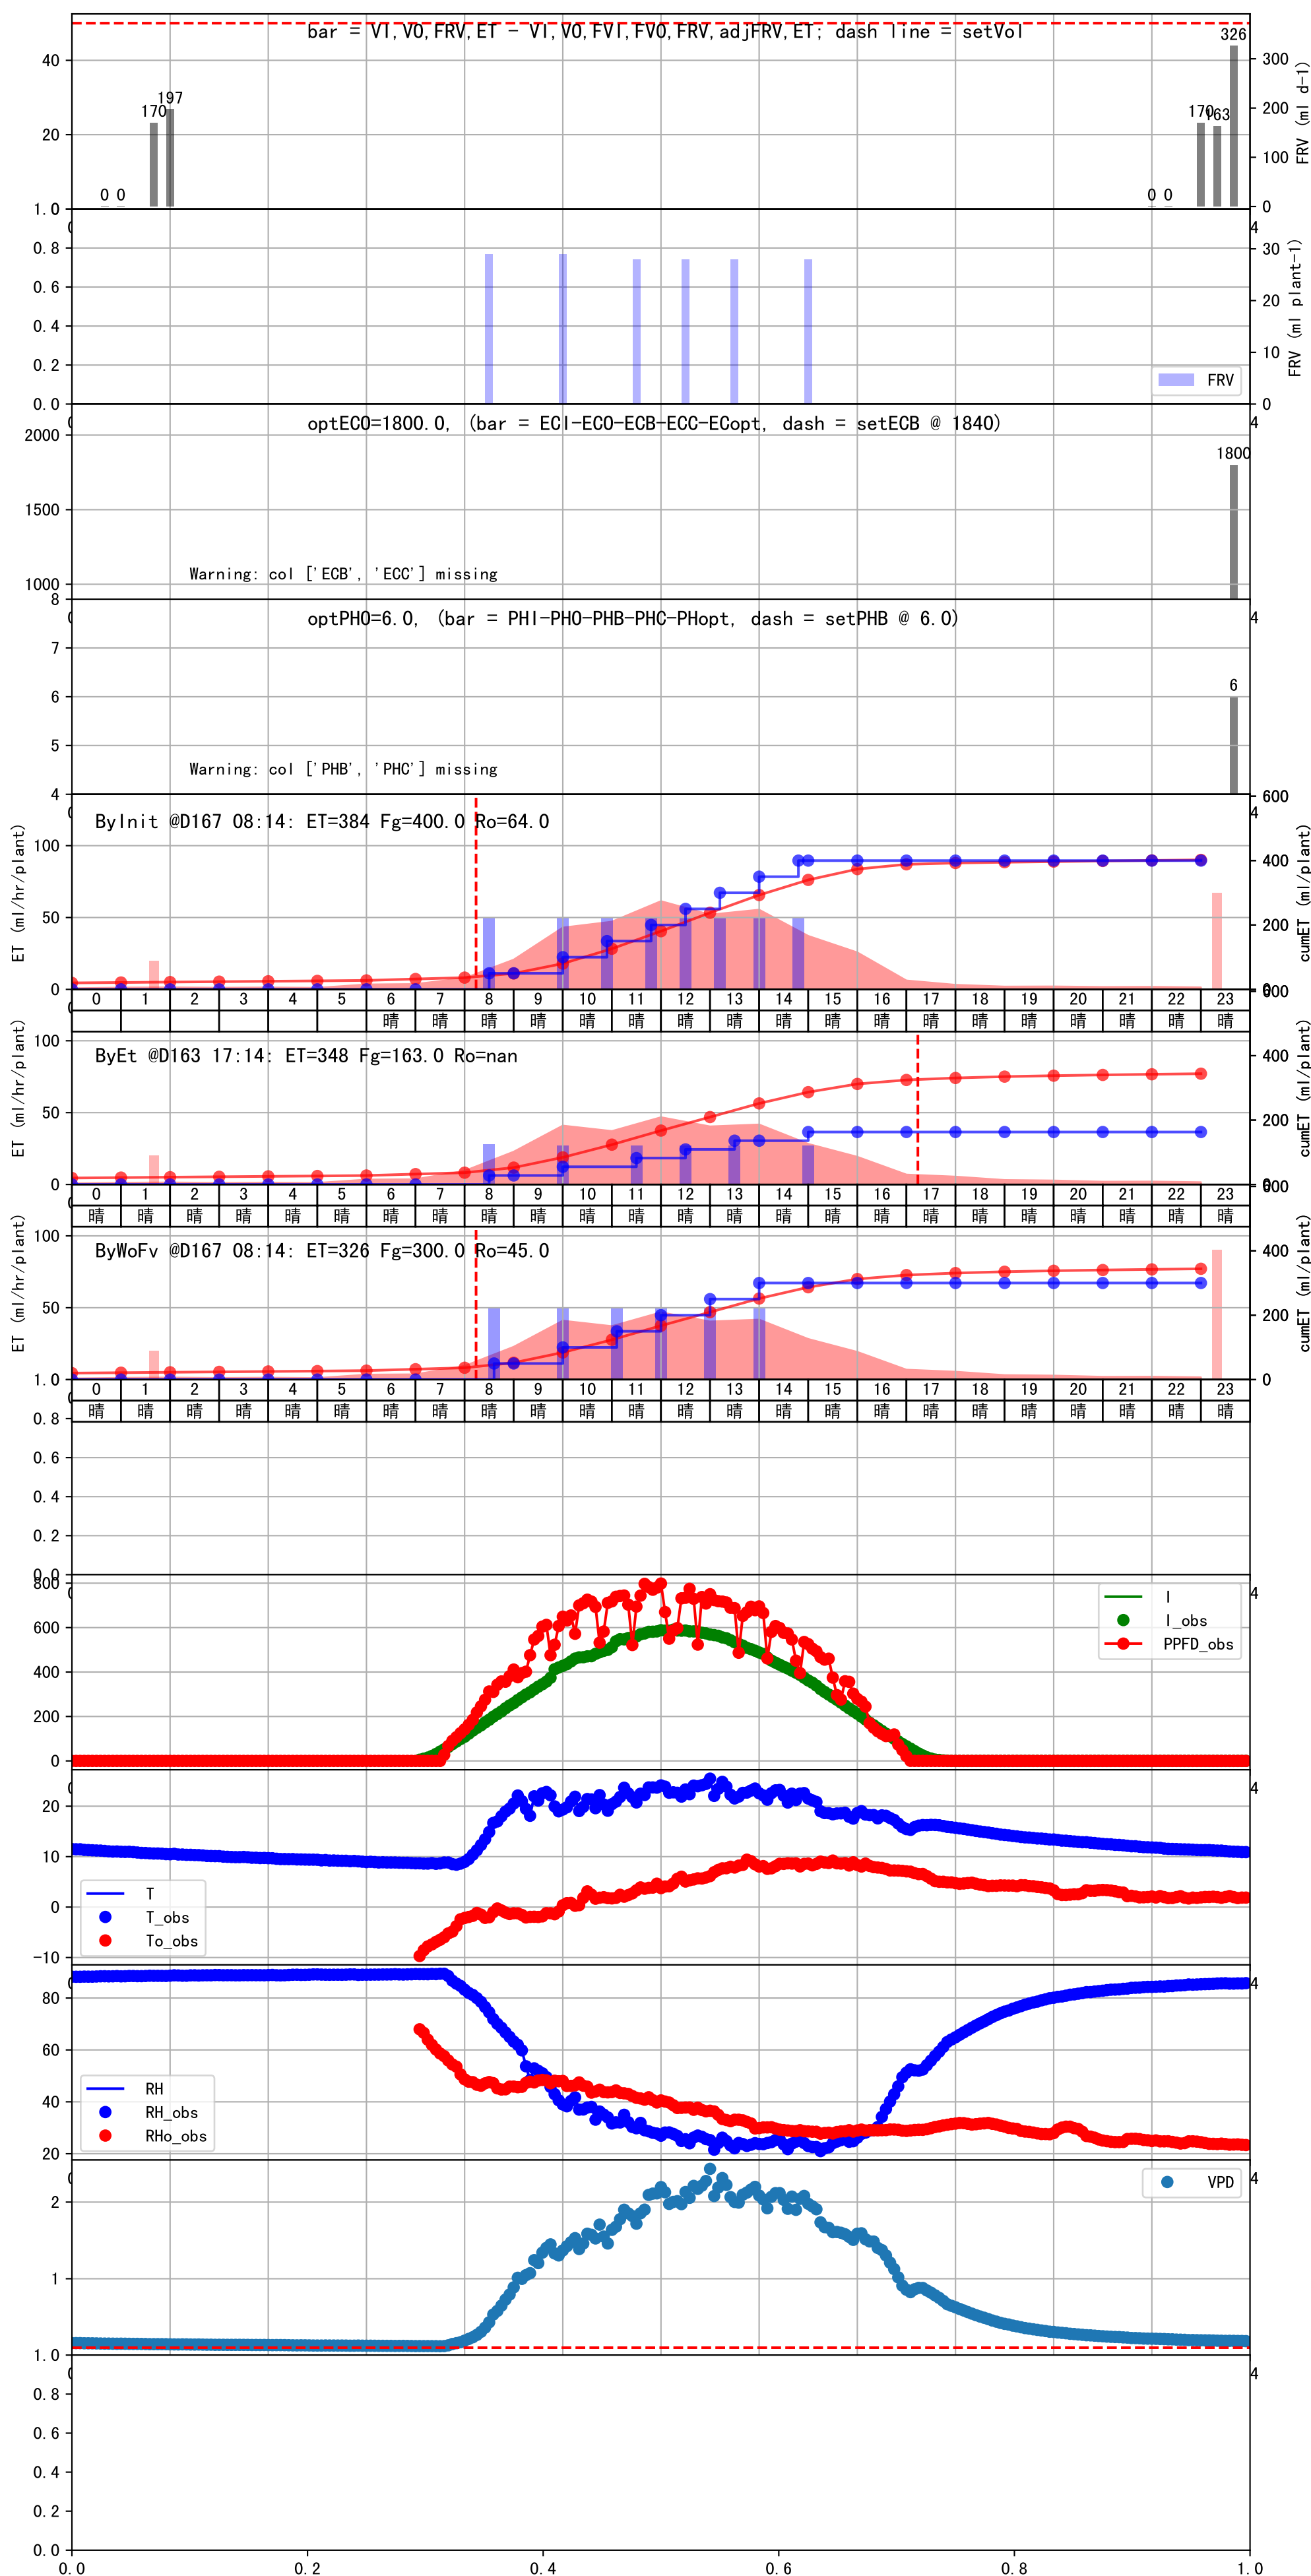 bar = VI,VO,FRV,ET - VI,VO,FVI,FVO,FRV,adjFRV,ET; dash line = setVol
326
40
300
197
170
170
163
200
20
FRV (ml d-1)
100
0 0
0 0
1.0
0
4
0.8
30
0.6
20
0.4
FRV (ml plant-1)
0.2
10
FRV
0.0
0
optECO=1800.0, (bar = ECI-ECO-ECB-ECC-ECopt, dash = setECB @ 1840)
4
2000
1800
1500
Warning: col ['ECB', 'ECC'] missing
1000
8
optPHO=6.0, (bar = PHI-PHO-PHB-PHC-PHopt, dash = setPHB @ 6.0)
4
7
6
6
5
Warning: col ['PHB', 'PHC'] missing
4
600
4
ByInit @D167 08:14: ET=384 Fg=400.0 Ro=64.0
100
400
50
200
ET (ml/hr/plant)
cumET (ml/plant)
0
0 1 2 3 4 5 6 7 8 9 10 11 12 13 14 15 16 17 18 19 20 21 22 23
晴 晴 晴 晴 晴 晴 晴 晴 晴 晴 晴 晴 晴 晴 晴 晴 晴 晴
100
ByEt @D163 17:14: ET=348 Fg=163.0 Ro=nan
400
50
200
ET (ml/hr/plant)
cumET (ml/plant)
0
0 1 2 3 4 5 6 7 8 9 10 11 12 13 14 15 16 17 18 19 20 21 22 23
晴 晴 晴 晴 晴 晴 晴 晴 晴 晴 晴 晴 晴 晴 晴 晴 晴 晴 晴 晴 晴 晴 晴 晴
100
ByWoFv @D167 08:14: ET=326 Fg=300.0 Ro=45.0
400
50
200
ET (ml/hr/plant)
cumET (ml/plant)
1.0
0
0 1 2 3 4 5 6 7 8 9 10 11 12 13 14 15 16 17 18 19 20 21 22 23
晴 晴 晴 晴 晴 晴 晴 晴 晴 晴 晴 晴 晴 晴 晴 晴 晴 晴 晴 晴 晴 晴 晴 晴
0.8
0.6
0.4
0.2
0.0
800
4
I
I_obs
PPFD_obs
600
400
200
0
4
20
10
0
-10
T
T_obs
To_obs
4
80
60
40
20
RH
RH_obs
RHo_obs
4
VPD
2
1
1.0
4
0.8
0.6
0.4
0.2
0.0
0.0 0.2 0.4 0.6 0.8 1.0